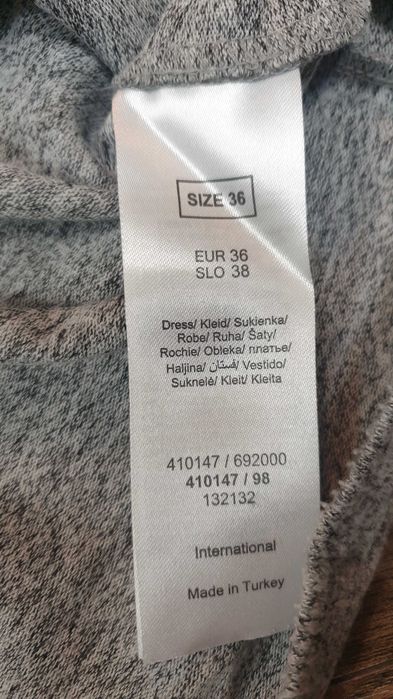 SIZE 36
EUR 36
SLO 38
Dress/ Kleid/ Sukienka/
Robe/ Ruha/ Šaty/
Rochie/ Obleka/ платье/
Haljina/ فستان/ Vestido/
Suknelė/ Kleit/ Kleita
410147 / 692000
410147 / 98
132132
International
Made in Turkey